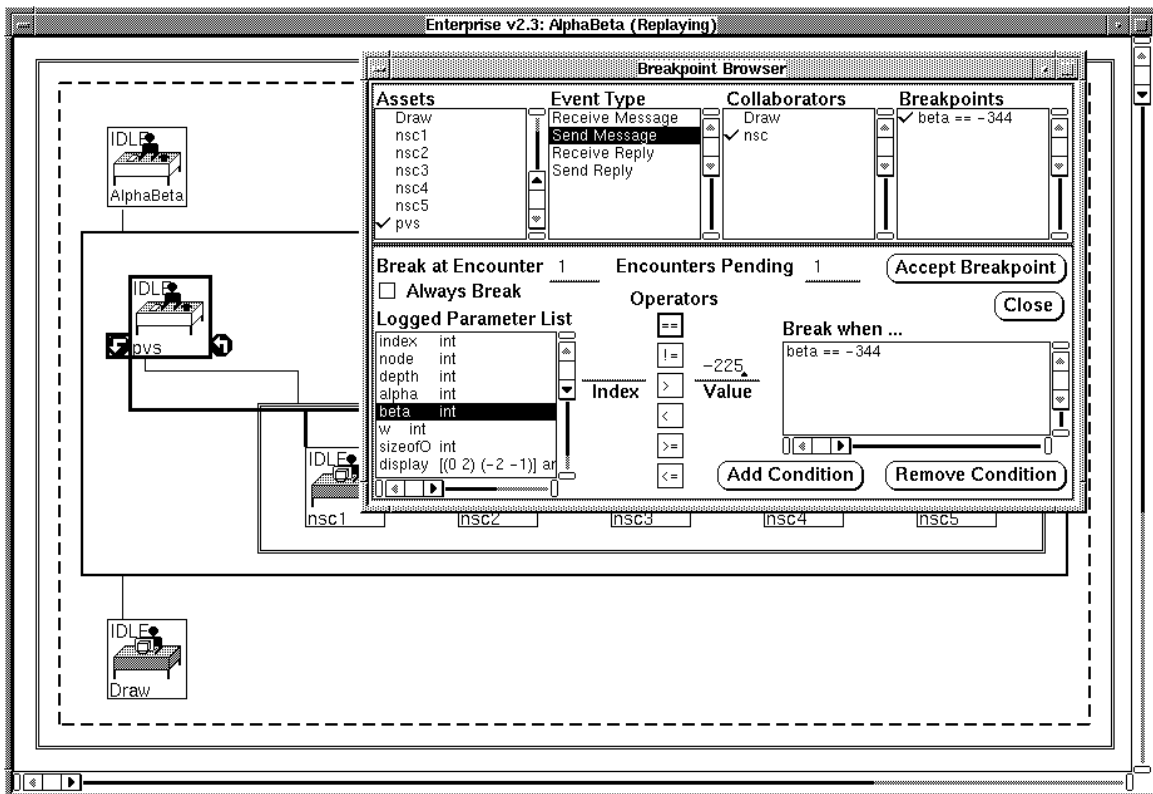 Enterprise v2.3: AlphaBeta (Replaying)
Breakpoint Browser
Assets
Draw
nsc1
nsc2
nsc3
nsc4
nsc5
pvs
Event Type
Receive Message
Send Message
Receive Reply
Send Reply
Collaborators
Draw
nsc
Breakpoints
beta == -344
Break at Encounter 1
Encounters Pending 1
Accept Breakpoint
Always Break
Close
Logged Parameter List
index int
node int
depth int
alpha int
beta int
w int
sizeofO int
display [(0 2) (-2 -1)] ar
Index
Operators
==
!=
>
<
>=
<=
-225
Value
Break when ...
beta == -344
Add Condition
Remove Condition
IDLE
AlphaBeta
IDLE
pvs
IDLE
nsc1
nsc2
nsc3
nsc4
nsc5
IDLE
Draw